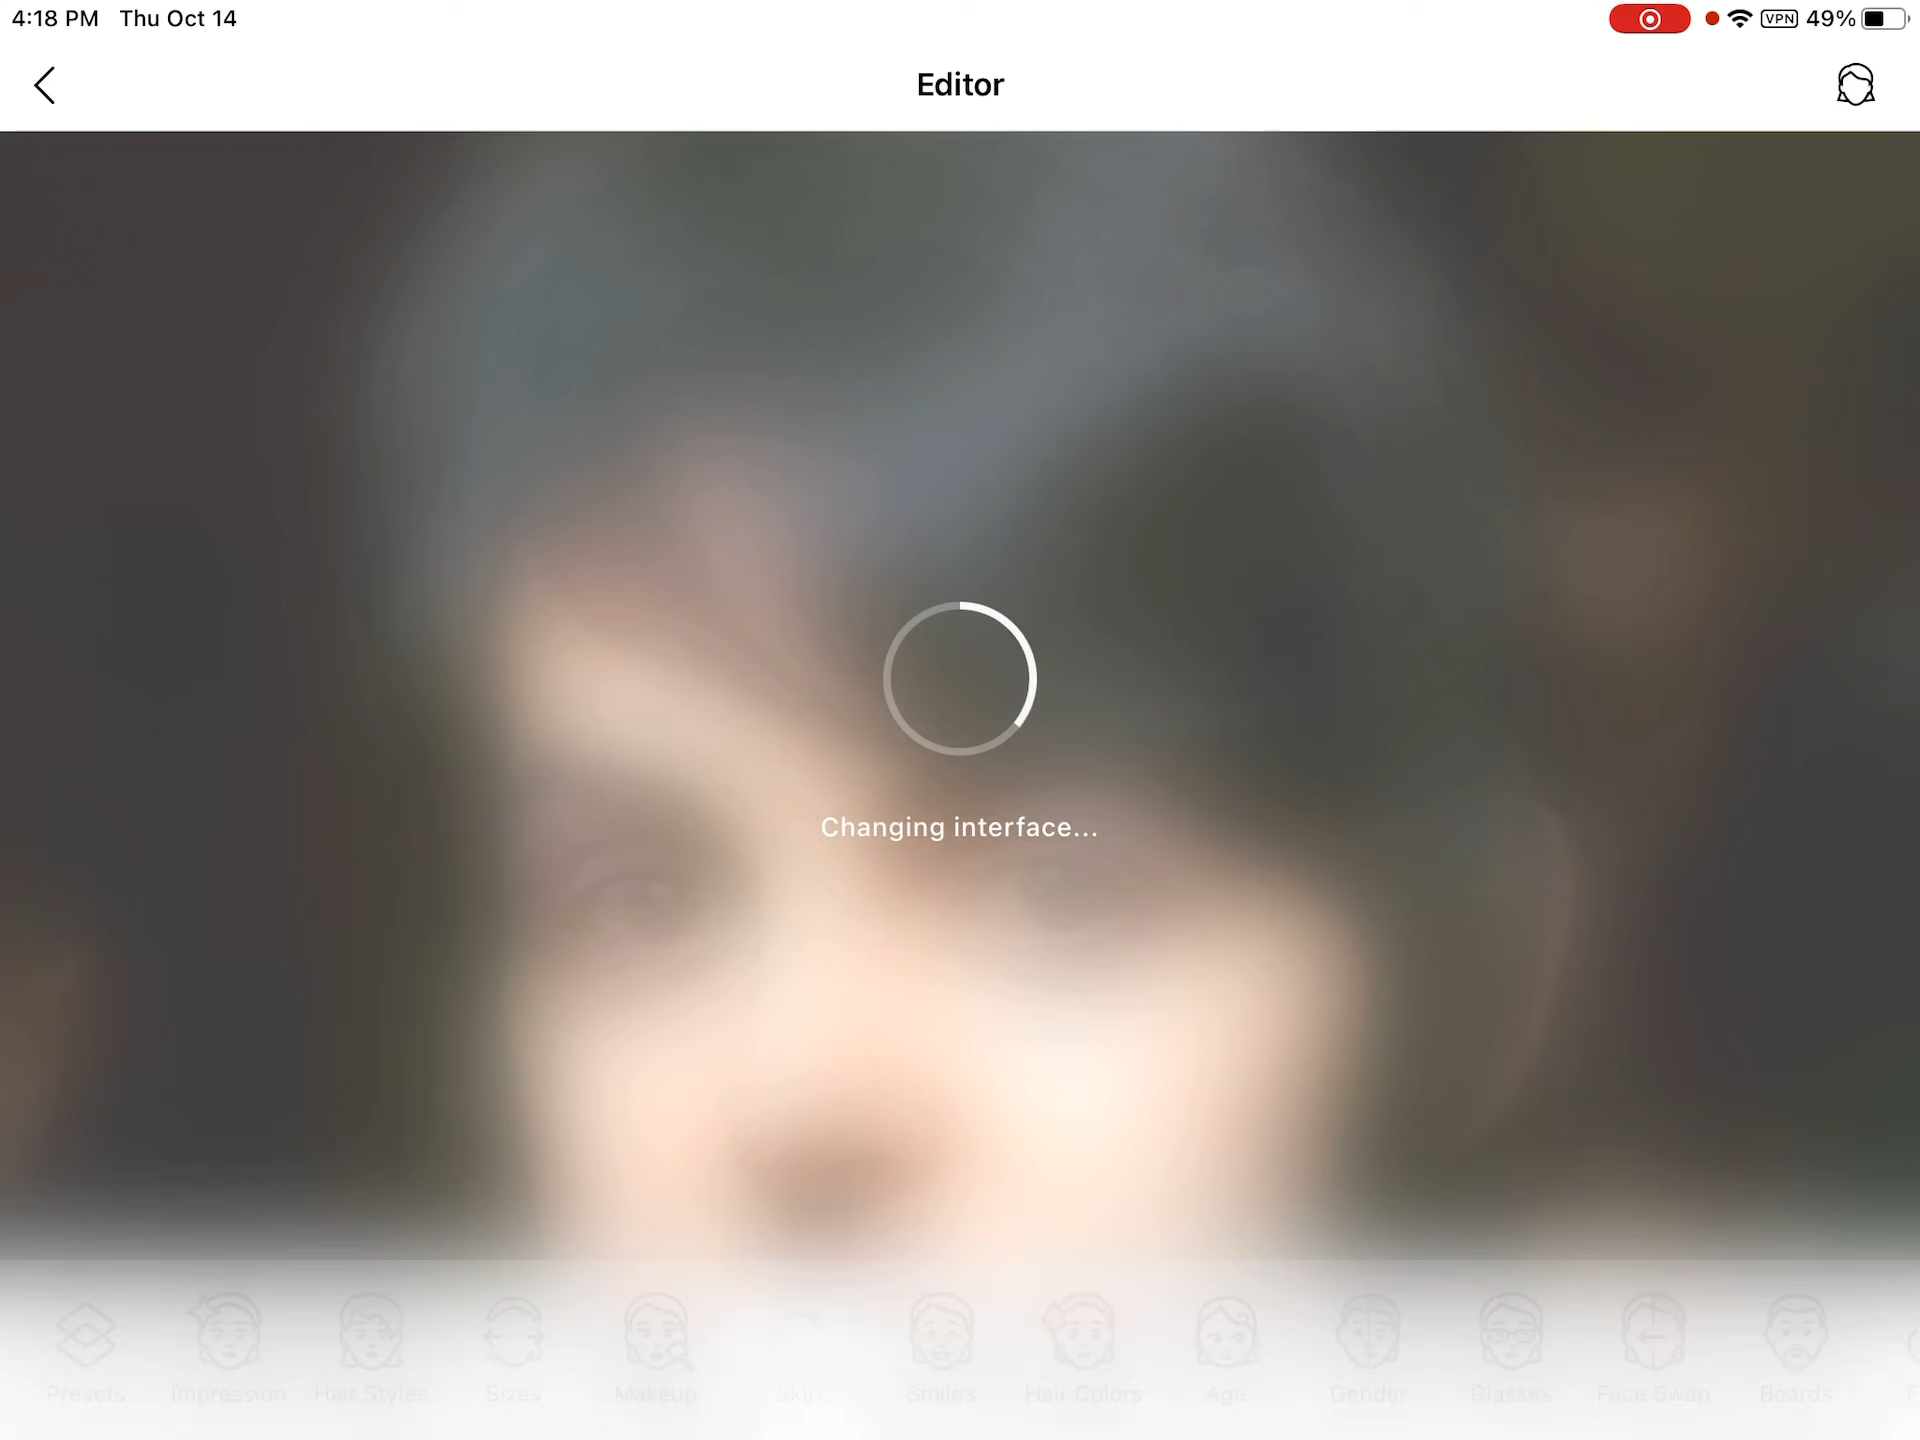 4:18 PM Thu Oct 14
VPN 49%
Editor
Changing interface...
Presets Impression Hair Styles Sizes Makeup Skin Smiles Hair Colors Age Gender Glasses Face Swap Beards